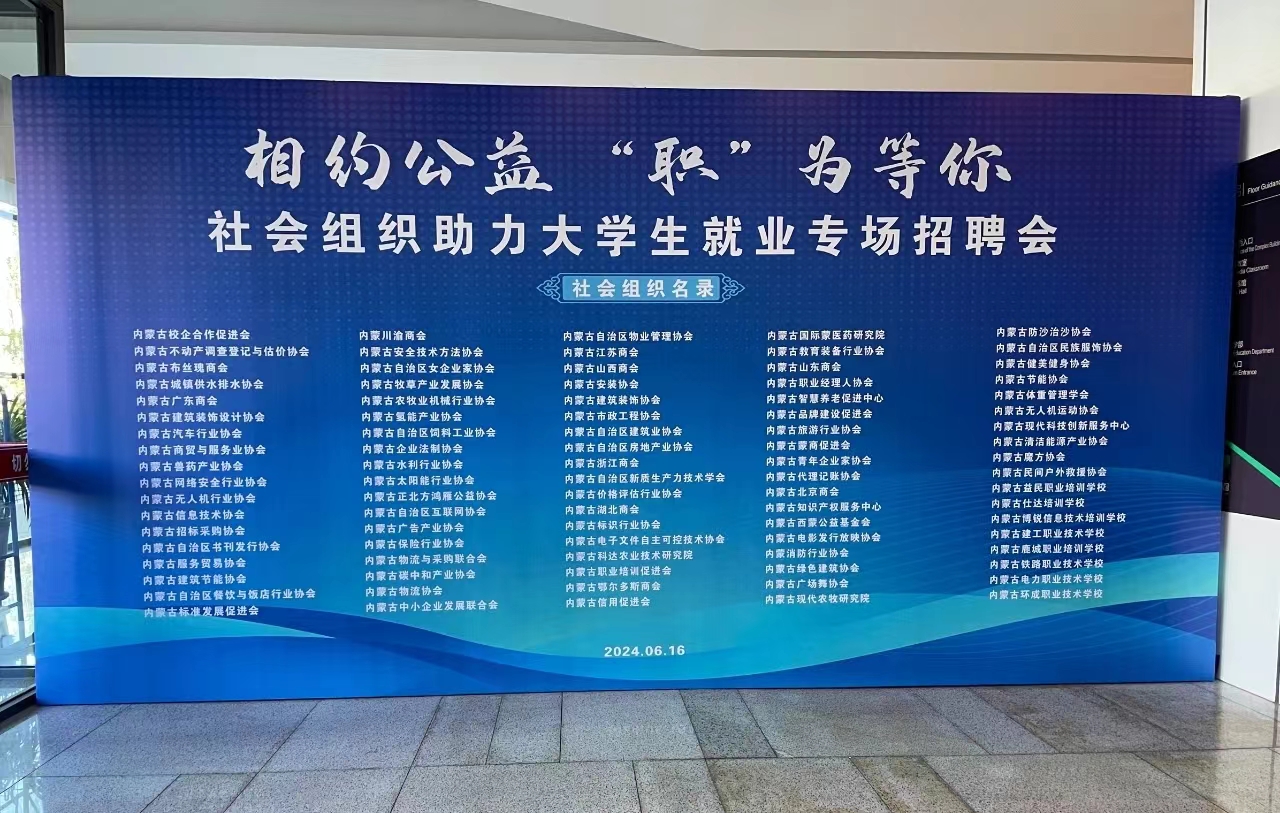 相约公益 “职”为等你
社会组织助力大学生就业专场招聘会
社会组织名录
内蒙古校企合作促进会
内蒙古不动产调查登记与估价协会
内蒙古布丝瑰商会
内蒙古城镇供水排水协会
内蒙古广东商会
内蒙古建筑装饰设计协会
内蒙古汽车行业协会
内蒙古商贸与服务业协会
内蒙古兽药产业协会
内蒙古网络安全行业协会
内蒙古无人机行业协会
内蒙古信息技术协会
内蒙古招标采购协会
内蒙古自治区书刊发行协会
内蒙古服务贸易协会
内蒙古建筑节能协会
内蒙古自治区餐饮与饭店行业协会
内蒙古标准发展促进会
内蒙川渝商会
内蒙古安全技术方法协会
内蒙古自治区女企业家协会
内蒙古牧草产业发展协会
内蒙古农牧业机械行业协会
内蒙古氢能产业协会
内蒙古自治区饲料工业协会
内蒙古企业法制协会
内蒙古水利行业协会
内蒙古太阳能行业协会
内蒙古正北方鸿雁公益协会
内蒙古自治区互联网协会
内蒙古广告产业协会
内蒙古保险行业协会
内蒙古物流与采购联合会
内蒙古碳中和产业协会
内蒙古物流协会
内蒙古中小企业发展联合会
内蒙古自治区物业管理协会
内蒙古江苏商会
内蒙古山西商会
内蒙古安装协会
内蒙古建筑装饰协会
内蒙古市政工程协会
内蒙古自治区建筑业协会
内蒙古自治区房地产业协会
内蒙古浙江商会
内蒙古自治区新质生产力技术学会
内蒙古价格评估行业协会
内蒙古湖北商会
内蒙古标识行业协会
内蒙古电子文件自主可控技术协会
内蒙古科达农业技术研究院
内蒙古职业培训促进会
内蒙古鄂尔多斯商会
内蒙古信用促进会
内蒙古国际蒙医药研究院
内蒙古教育装备行业协会
内蒙古山东商会
内蒙古职业经理人协会
内蒙古智慧养老促进中心
内蒙古品牌建设促进会
内蒙古旅游行业协会
内蒙古蒙商促进会
内蒙古青年企业家协会
内蒙古代理记账协会
内蒙古北京商会
内蒙古知识产权服务中心
内蒙古西蒙公益基金会
内蒙古电影发行放映协会
内蒙消防行业协会
内蒙古绿色建筑协会
内蒙古广场舞协会
内蒙古现代农牧研究院
内蒙古防沙治沙协会
内蒙古自治区民族服饰协会
内蒙古健美健身协会
内蒙古节能协会
内蒙古体重管理学会
内蒙古无人机运动协会
内蒙古现代科技创新服务中心
内蒙古清洁能源产业协会
内蒙古魔方协会
内蒙古民间户外救援协会
内蒙古益民职业培训学校
内蒙古仕达培训学校
内蒙古博锐信息技术培训学校
内蒙古建工职业技术学校
内蒙古鹿城职业培训学校
内蒙古铁路职业技术学校
内蒙古电力职业技术学校
内蒙古环成职业技术学校
2024.06.16
切勿
Floor Guidance